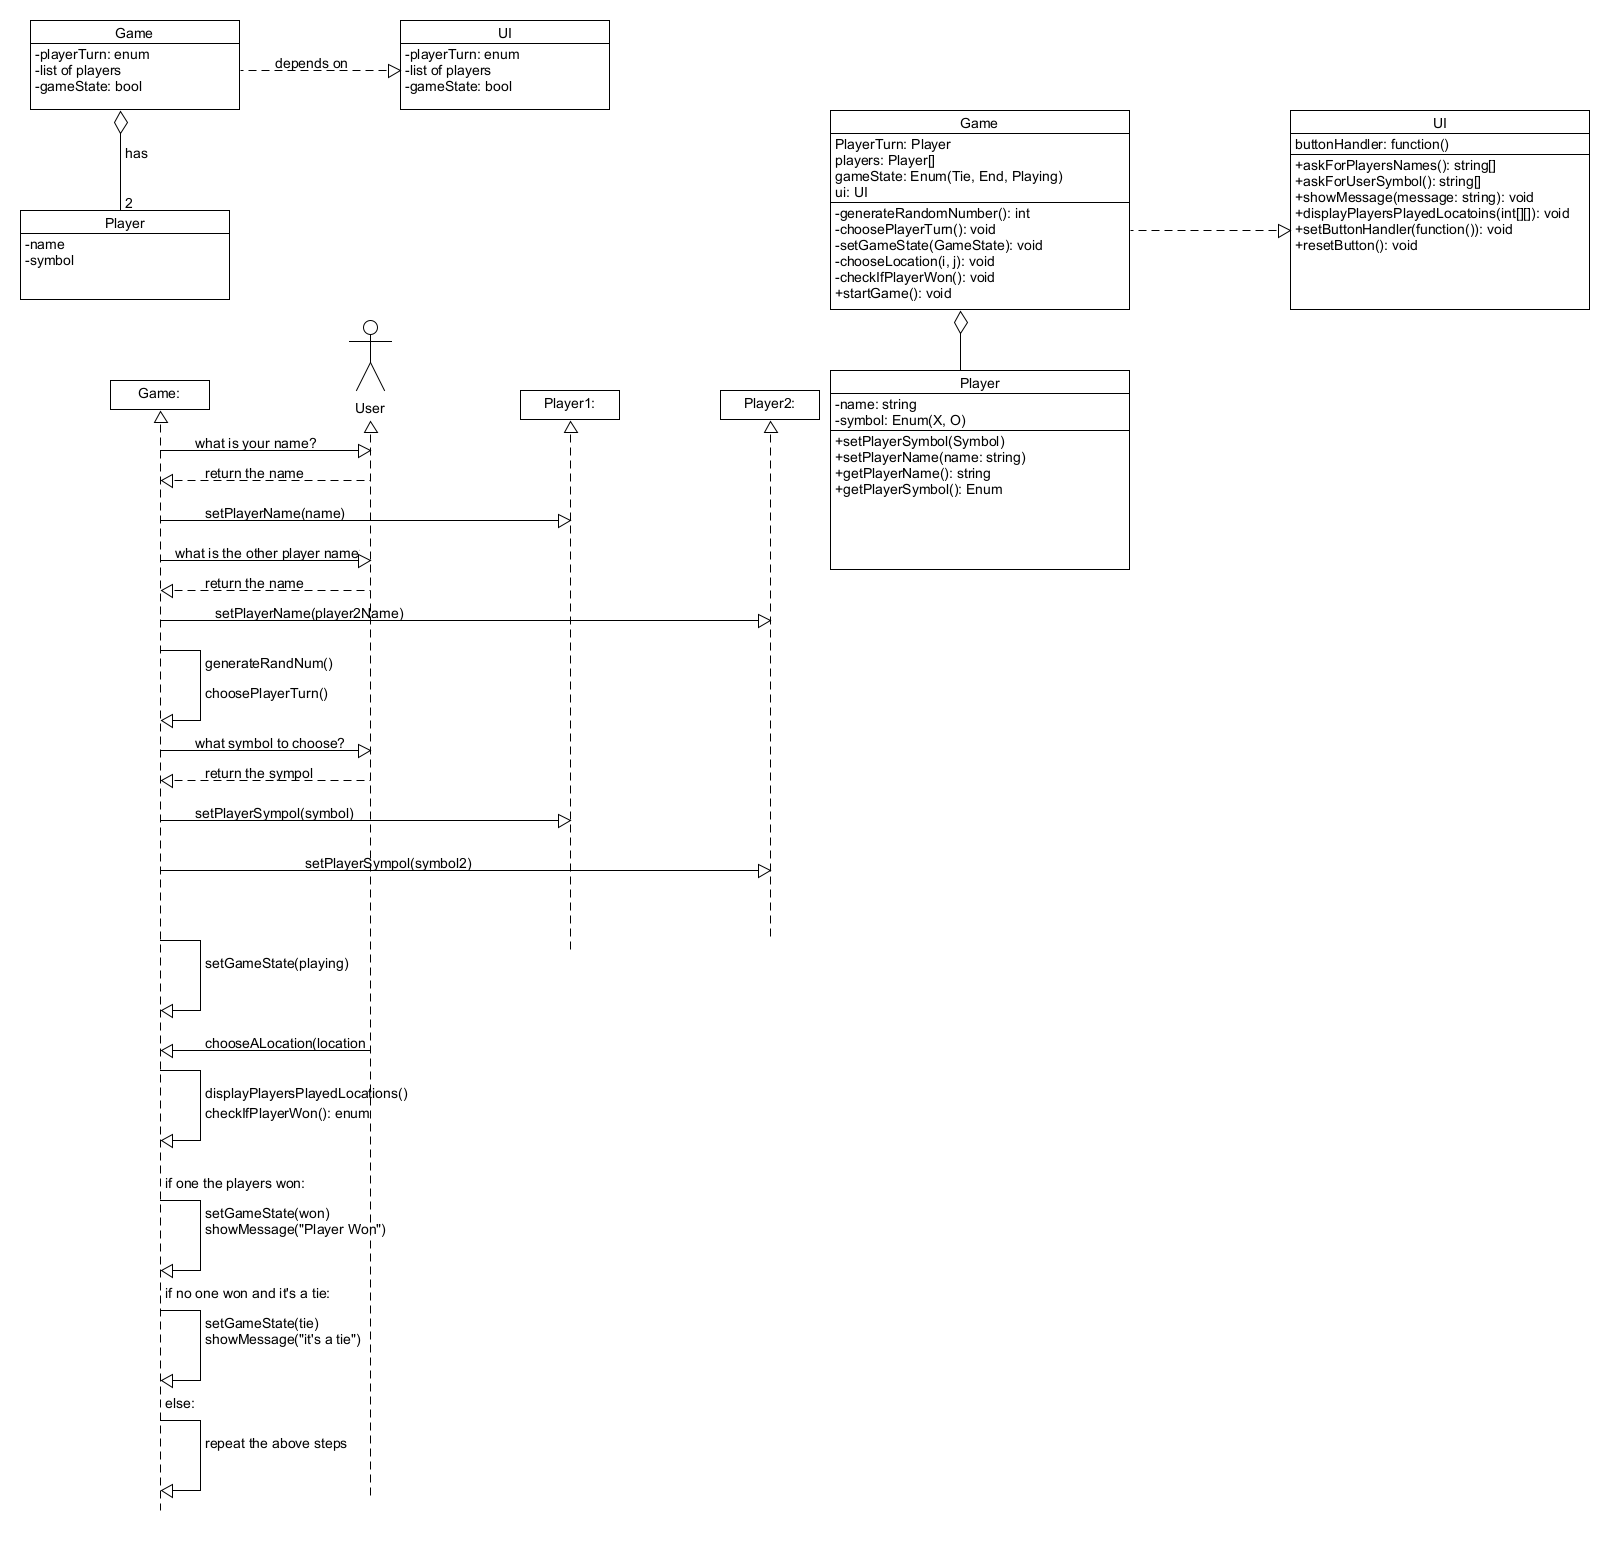 Game
-playerTurn: enum
-list of players
-gameState: bool
depends on
UI
-playerTurn: enum
-list of players
-gameState: bool
has
2
Player
-name
-symbol
Game
PlayerTurn: Player
players: Player[]
gameState: Enum(Tie, End, Playing)
ui: UI
-generateRandomNumber(): int
-choosePlayerTurn(): void
-setGameState(GameState): void
-chooseLocation(i, j): void
-checkIfPlayerWon(): void
+startGame(): void
UI
buttonHandler: function()
+askForPlayersNames(): string[]
+askForUserSymbol(): string[]
+showMessage(message: string): void
+displayPlayersPlayedLocatoins(int[][]): void
+setButtonHandler(function()): void
+resetButton(): void
Player
-name: string
-symbol: Enum(X, O)
+setPlayerSymbol(Symbol)
+setPlayerName(name: string)
+getPlayerName(): string
+getPlayerSymbol(): Enum
Game:
User
Player1:
Player2:
what is your name?
return the name
setPlayerName(name)
what is the other player name
return the name
setPlayerName(player2Name)
generateRandNum()
choosePlayerTurn()
what symbol to choose?
return the sympol
setPlayerSympol(symbol)
setPlayerSympol(symbol2)
setGameState(playing)
chooseALocation(location
displayPlayersPlayedLocations()
checkIfPlayerWon(): enum
if one the players won:
setGameState(won)
showMessage("Player Won")
if no one won and it's a tie:
setGameState(tie)
showMessage("it's a tie")
else:
repeat the above steps